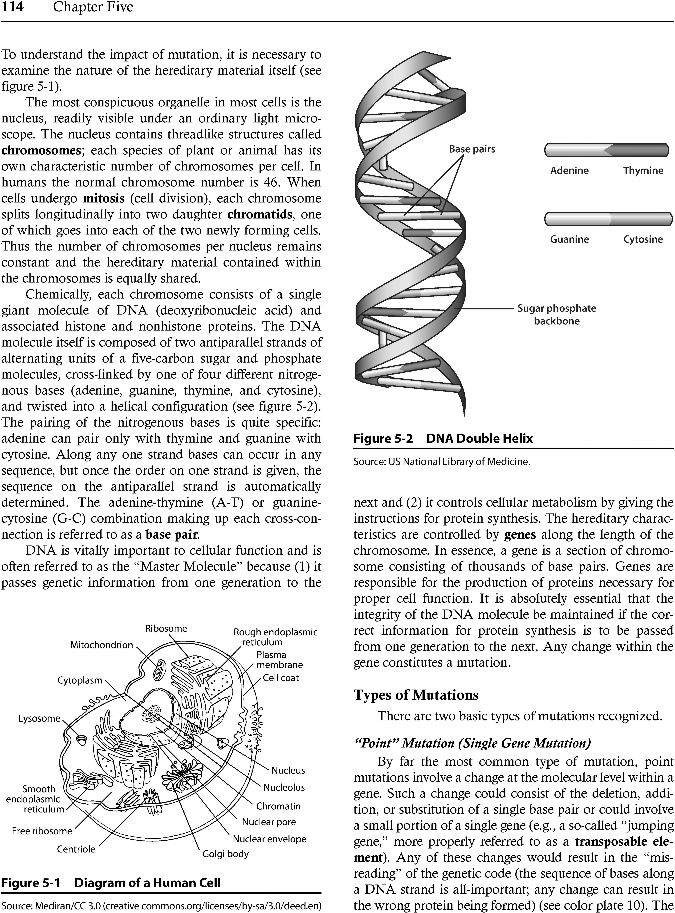 114 Chapter Five
To understand the impact of mutation, it is necessary to
examine the nature of the hereditary material itself (see
figure 5-1).
The most conspicuous organelle in most cells is the
nucleus, readily visible under an ordinary light micro-
scope. The nucleus contains threadlike structures called
chromosomes; each species of plant or animal has its
own characteristic number of chromosomes per cell. In
humans the normal chromosome number is 46. When
cells undergo mitosis (cell division), each chromosome
splits longitudinally into two daughter chromatids, one
of which goes into each of the two newly forming cells.
Thus the number of chromosomes per nucleus remains
constant and the hereditary material contained within
the chromosomes is equally shared.
Chemically, each chromosome consists of a single
giant molecule of DNA (deoxyribonucleic acid) and
associated histone and nonhistone proteins. The DNA
molecule itself is composed of two antiparallel strands of
alternating units of a five-carbon sugar and phosphate
molecules, cross-linked by one of four different nitroge-
nous bases (adenine, guanine, thymine, and cytosine),
and twisted into a helical configuration (see figure 5-2).
The pairing of the nitrogenous bases is quite specific:
adenine can pair only with thymine and guanine with
cytosine. Along any one strand bases can occur in any
sequence, but once the order on one strand is given, the
sequence on the antiparallel strand is automatically
determined. The adenine-thymine (A-T) or guanine-
cytosine (G-C) combination making up each cross-con-
nection is referred to as a base pair.
DNA is vitally important to cellular function and is
often referred to as the “Master Molecule” because (1) it
passes genetic information from one generation to the
Ribosome
Rough endoplasmic
reticulum
Mitochondrion
Plasma
membrane
Cell coat
Cytoplasm
Lysosome
Nucleus
Nucleolus
Smooth
endoplasmic
reticulum
Chromatin
Nuclear pore
Free ribosome
Nuclear envelope
Centriole
Golgi body
Figure 5-1 Diagram of a Human Cell
Source: Mediran/CC 3.0 (creative commons.org/licenses/by-sa/3.0/deed.en)
Base pairs
Adenine Thymine
Guanine Cytosine
Sugar phosphate
backbone
Figure 5-2 DNA Double Helix
Source: US National Library of Medicine.
next and (2) it controls cellular metabolism by giving the
instructions for protein synthesis. The hereditary charac-
teristics are controlled by genes along the length of the
chromosome. In essence, a gene is a section of chromo-
some consisting of thousands of base pairs. Genes are
responsible for the production of proteins necessary for
proper cell function. It is absolutely essential that the
integrity of the DNA molecule be maintained if the cor-
rect information for protein synthesis is to be passed
from one generation to the next. Any change within the
gene constitutes a mutation.
Types of Mutations
There are two basic types of mutations recognized.
“Point” Mutation (Single Gene Mutation)
By far the most common type of mutation, point
mutations involve a change at the molecular level within a
gene. Such a change could consist of the deletion, addi-
tion, or substitution of a single base pair or could involve
a small portion of a single gene (e.g., a so-called “jumping
gene,” more properly referred to as a transposable ele-
ment). Any of these changes would result in the “mis-
reading” of the genetic code (the sequence of bases along
a DNA strand is all-important; any change can result in
the wrong protein being formed) (see color plate 10). The